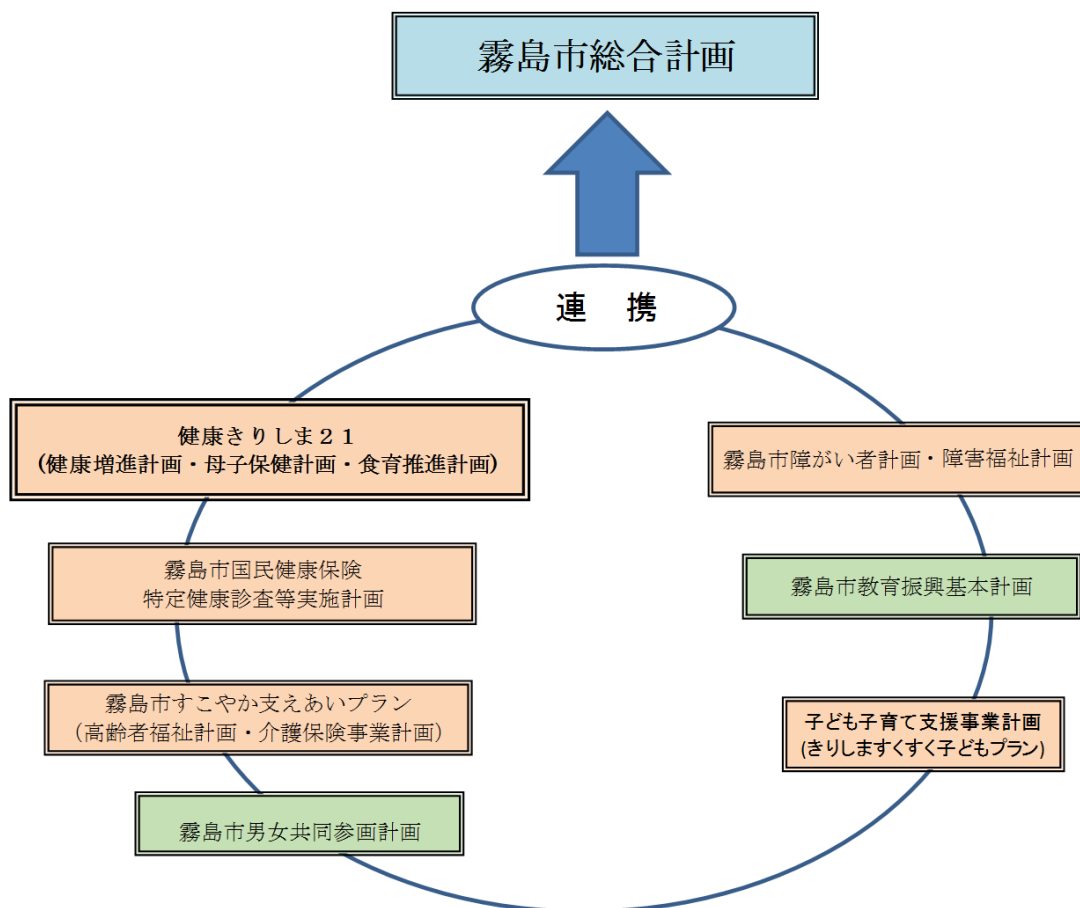 霧島市総合計画
連　携
健康きりしま２１
(健康増進計画・母子保健計画・食育推進計画)
霧島市国民健康保険
特定健康診査等実施計画
霧島市すこやか支えあいプラン
（高齢者福祉計画・介護保険事業計画）
霧島市男女共同参画計画
霧島市障がい者計画・障害福祉計画
霧島市教育振興基本計画
子ども子育て支援事業計画
(きりしますくすく子どもプラン)